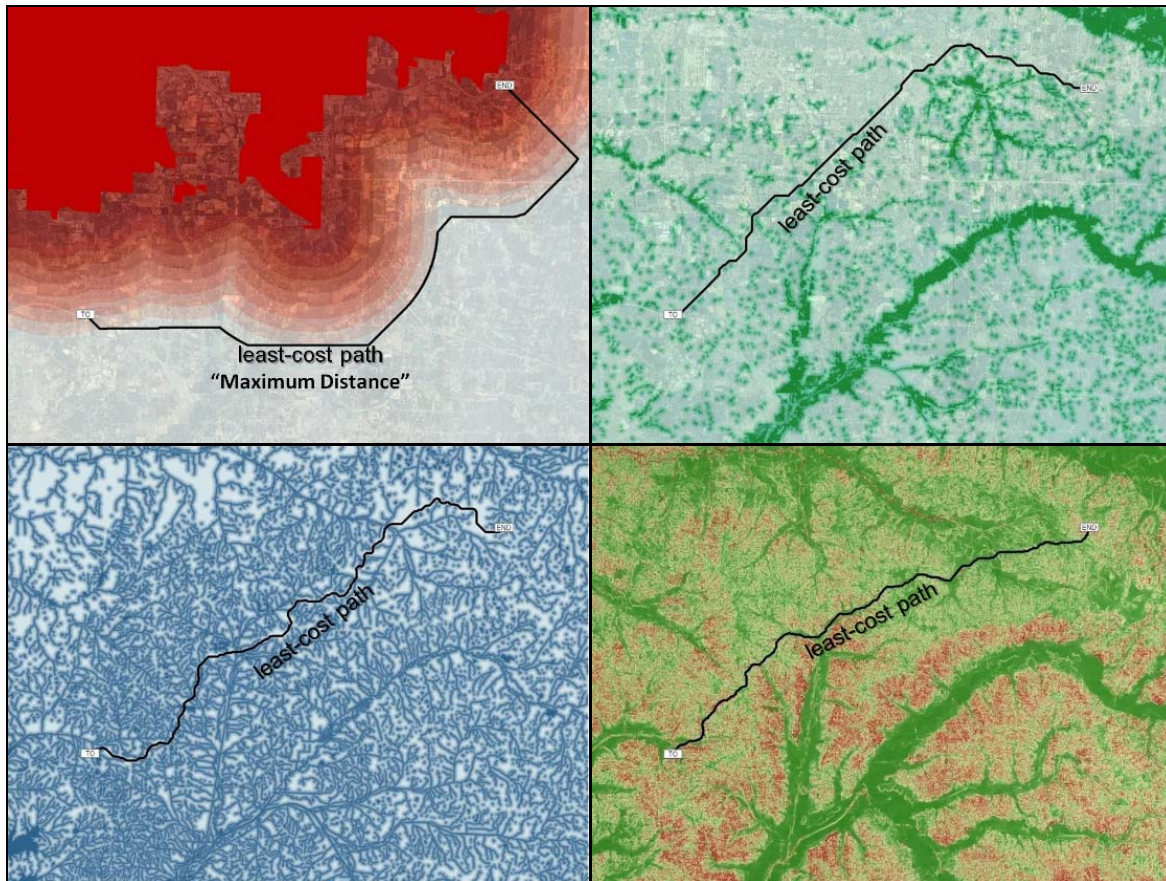 END
TO
least-cost path
“Maximum Distance”
END
least-cost path
TO
END
least-cost path
TO
END
least-cost path
TO